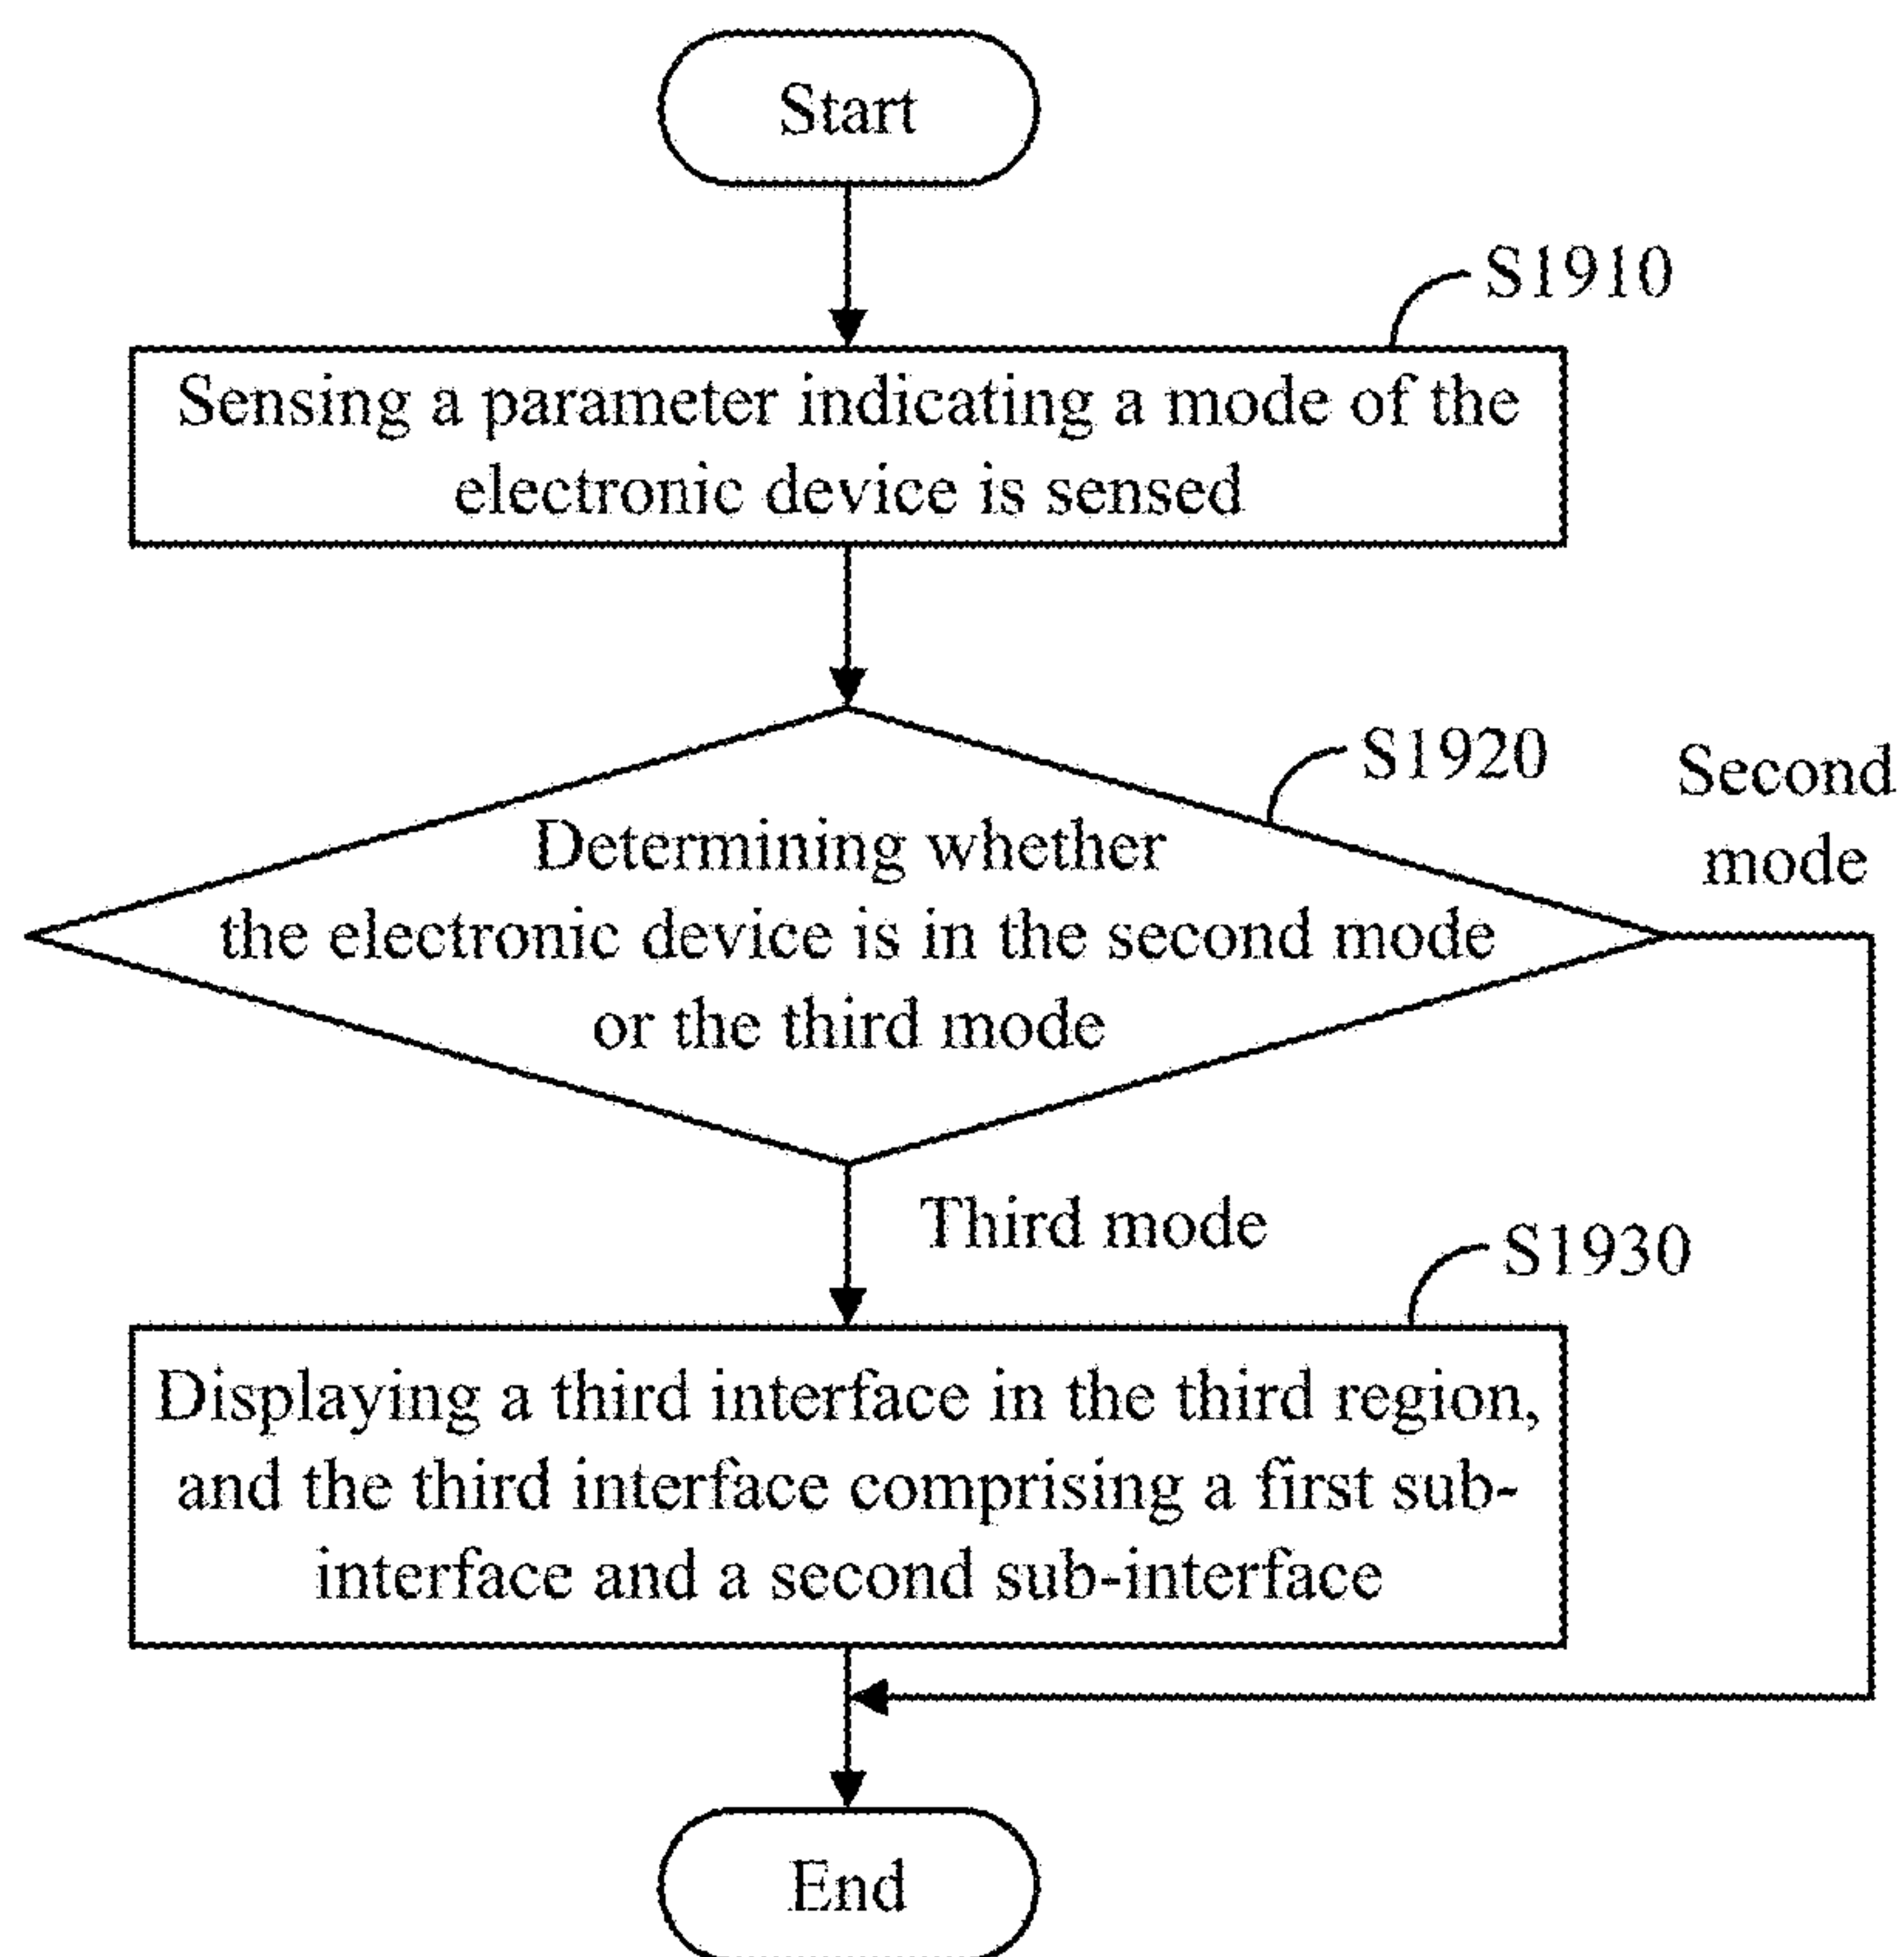 Start
S1910
Sensing a parameter indicating a mode of the
electronic device is sensed
S1920
Second
mode
Determining whether
the electronic device is in the second mode
or the third mode
Third mode
S1930
Displaying a third interface in the third region,
and the third interface comprising a first sub-
interface and a second sub-interface
End